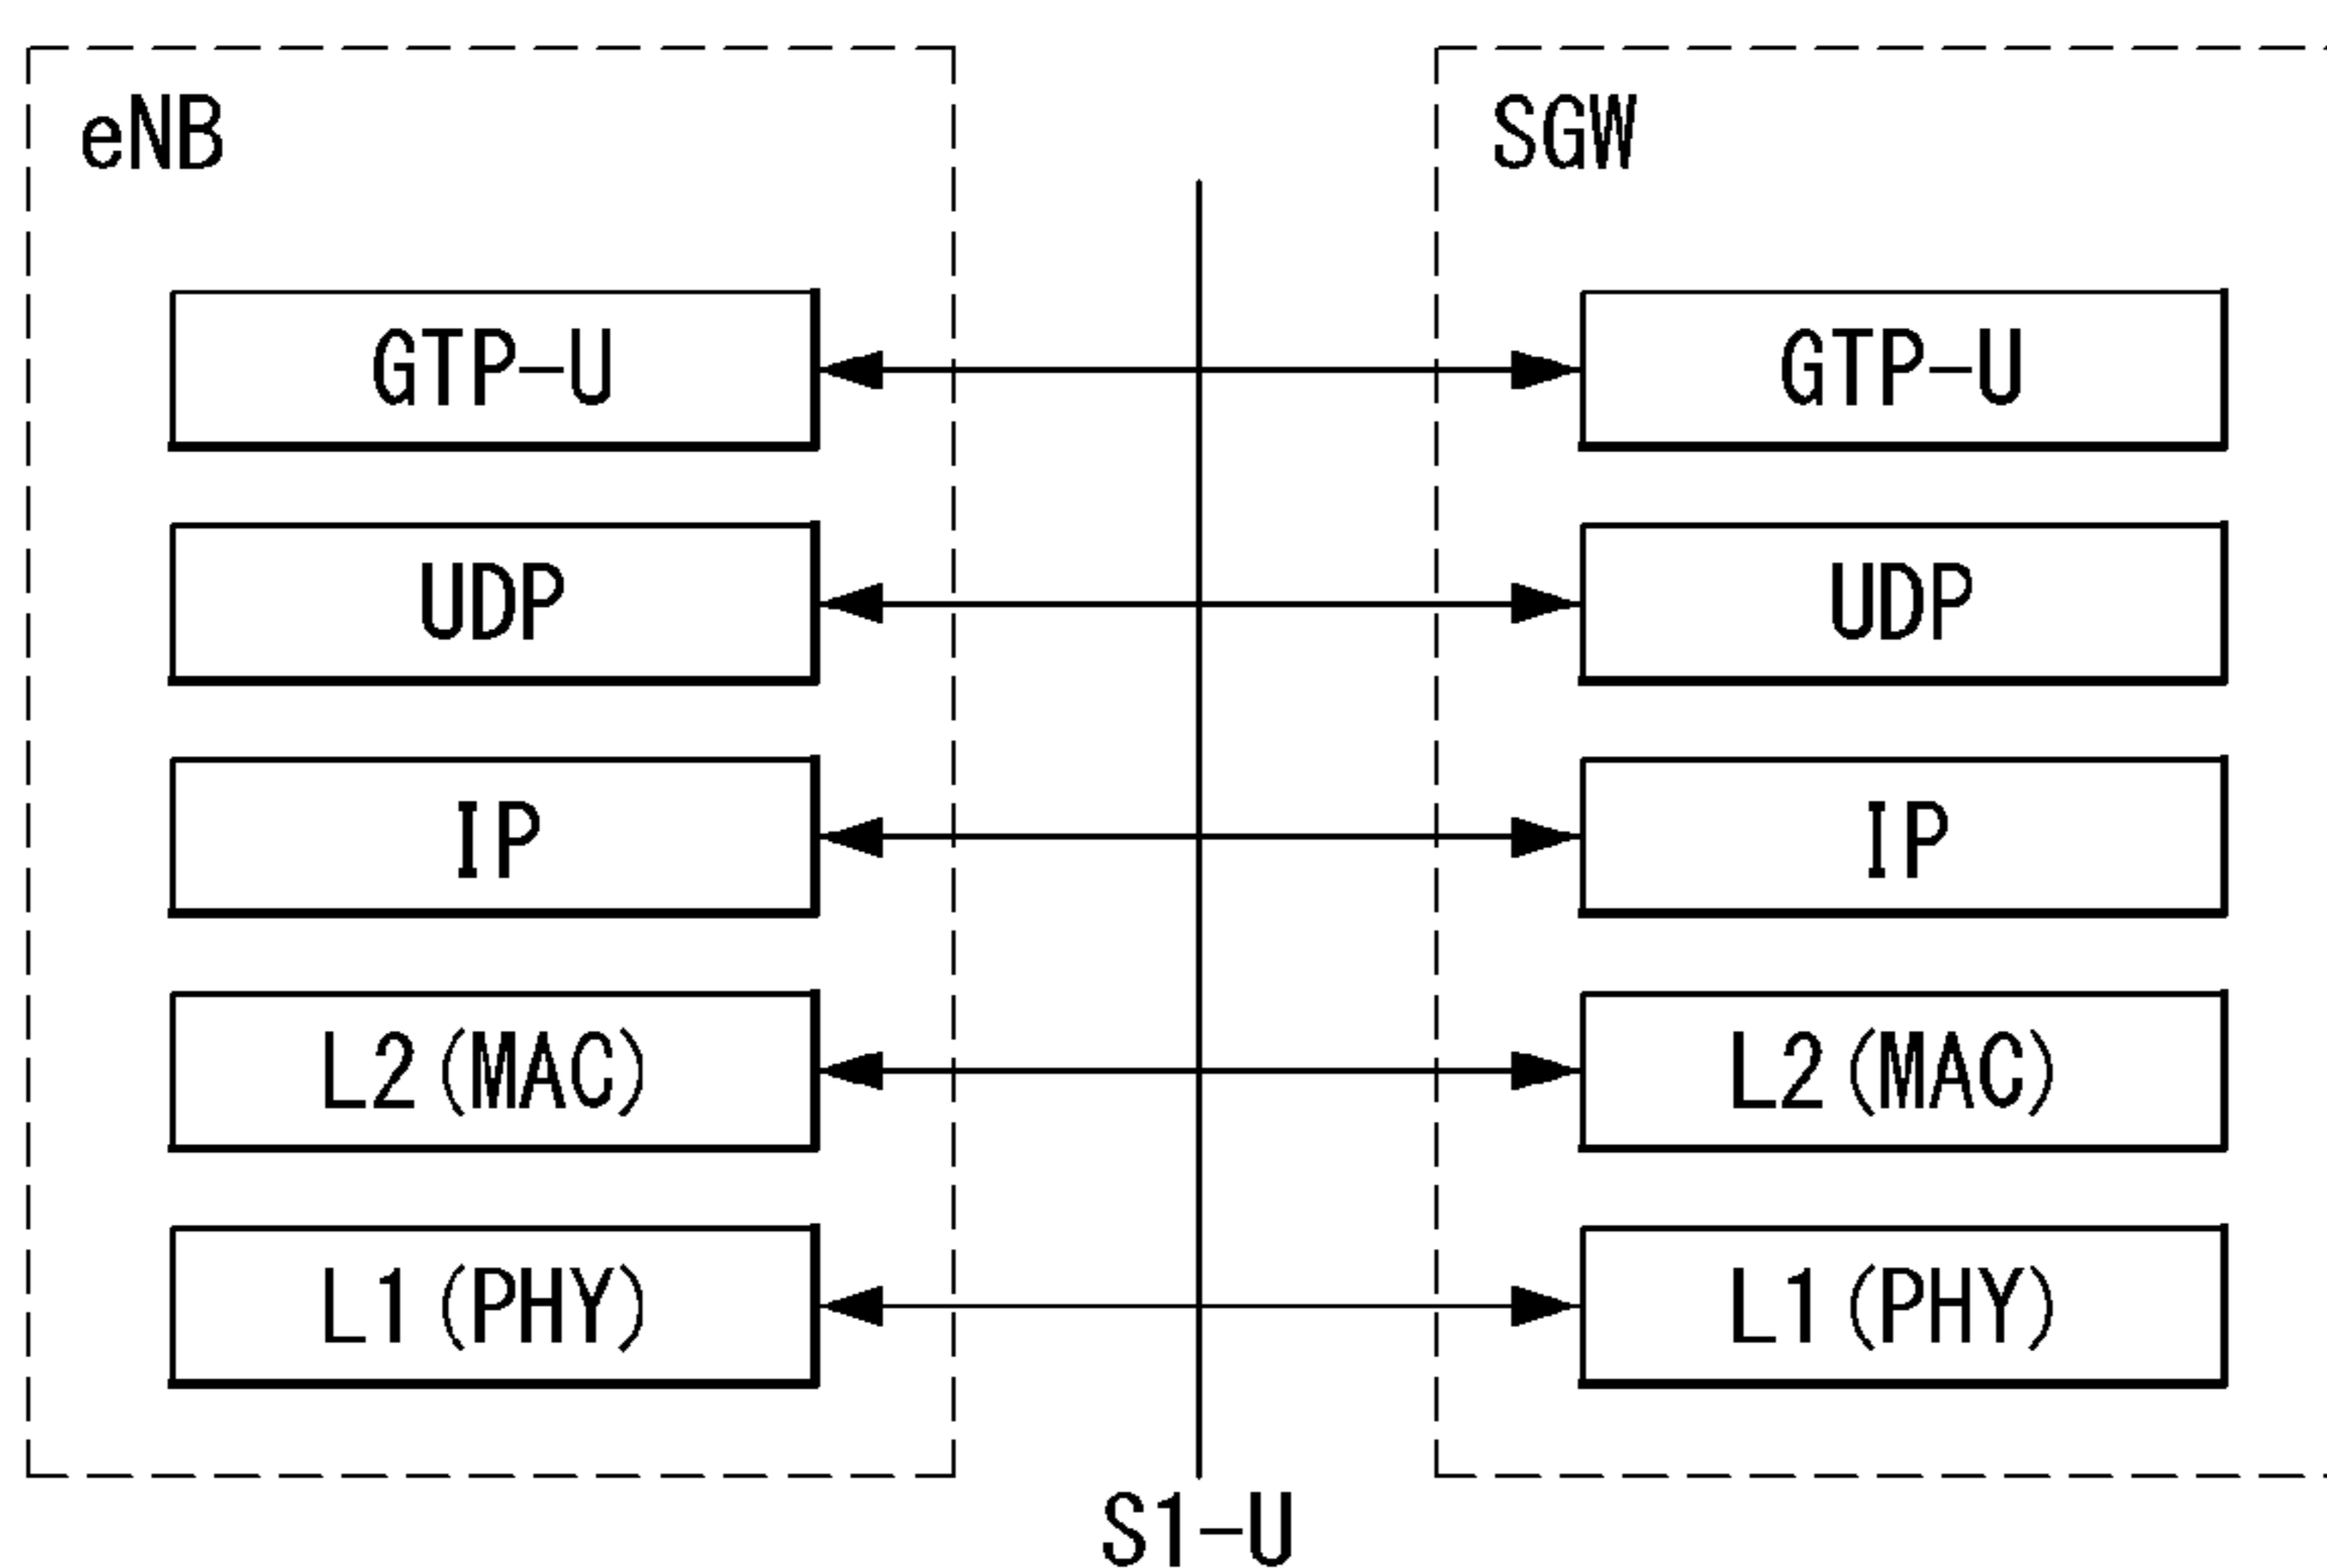 eNB
SGW
GTP-U
GTP-U
UDP
UDP
IP
IP
L2(MAC)
L2(MAC)
L1(PHY)
L1(PHY)
S1-U